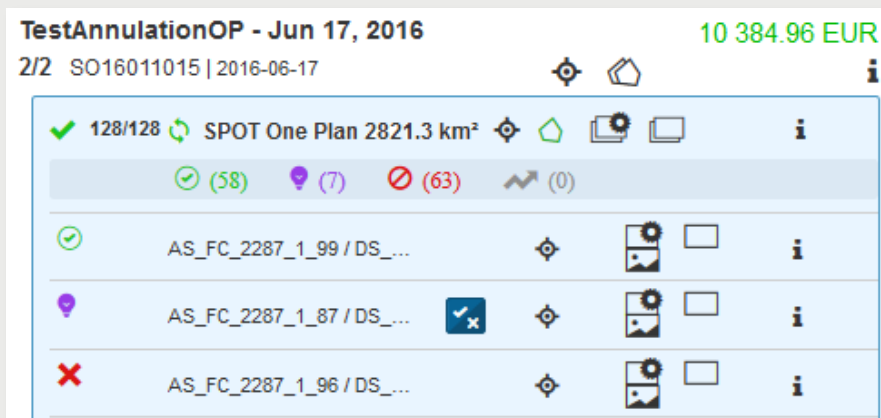 TestAnnulationOP - Jun 17, 2016 10 384.96 EUR
2/2 SO16011015 | 2016-06-17
128/128 SPOT One Plan 2821.3 km²
(58) (7) (63) (0)
AS_FC_2287_1_99 / DS_...
AS_FC_2287_1_87 / DS_...
AS_FC_2287_1_96 / DS_...